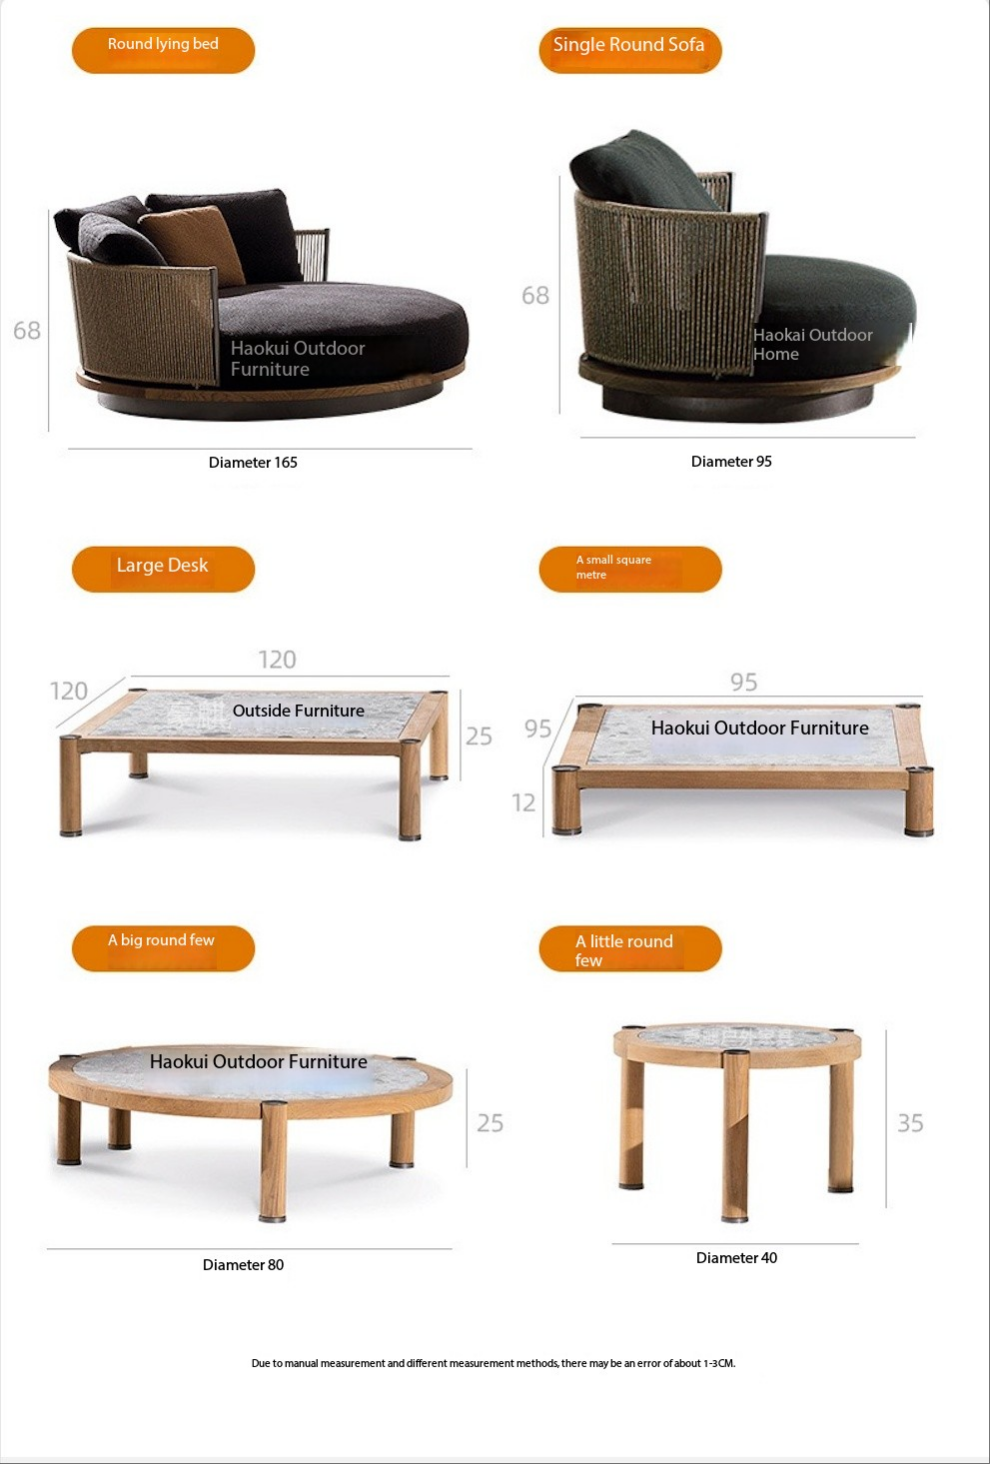 Round lying bed
Single Round Sofa
68
Haokui Outdoor
Furniture
Diameter 165
68
Haokai Outdoor
Home
Diameter 95
Large Desk
A small square
metre
120
120
Outside Furniture
25
95
95
Haokui Outdoor Furniture
12
A big round few
A little round
few
Haokui Outdoor Furniture
25
Diameter 80
35
Diameter 40
Due to manual measurement and different measurement methods, there may be an error of about 1-3CM.